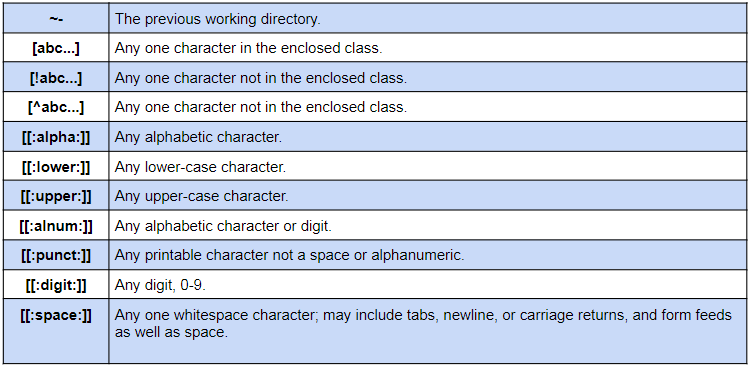 ~- The previous working directory.
[abc...] Any one character in the enclosed class.
[!abc...] Any one character not in the enclosed class.
[^abc...] Any one character not in the enclosed class.
[[:alpha:]] Any alphabetic character.
[[:lower:]] Any lower-case character.
[[:upper:]] Any upper-case character.
[[:alnum:]] Any alphabetic character or digit.
[[:punct:]] Any printable character not a space or alphanumeric.
[[:digit:]] Any digit, 0-9.
[[:space:]] Any one whitespace character; may include tabs, newline, or carriage returns, and form feeds
as well as space.